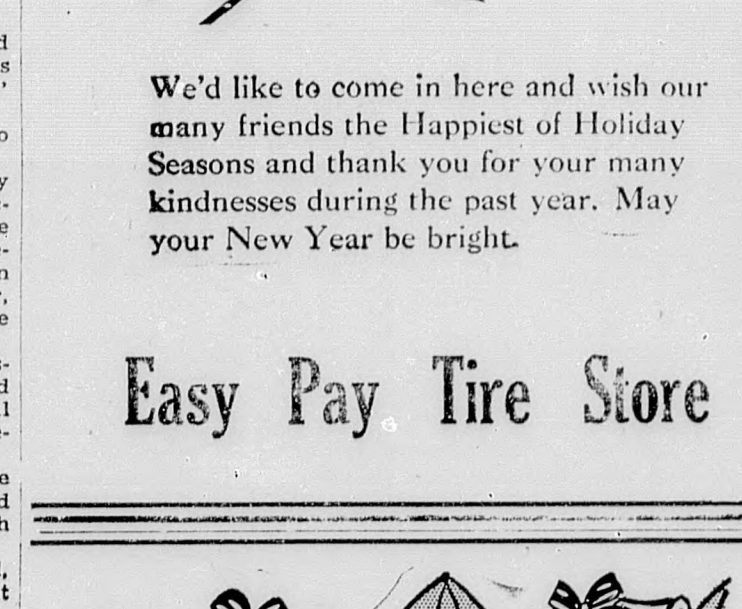 We'd like to come in here and wish our
many friends the Happiest of Holiday
Seasons and thank you for your many
kindnesses during the past year. May
your New Year be bright.
Easy Pay Tire Store